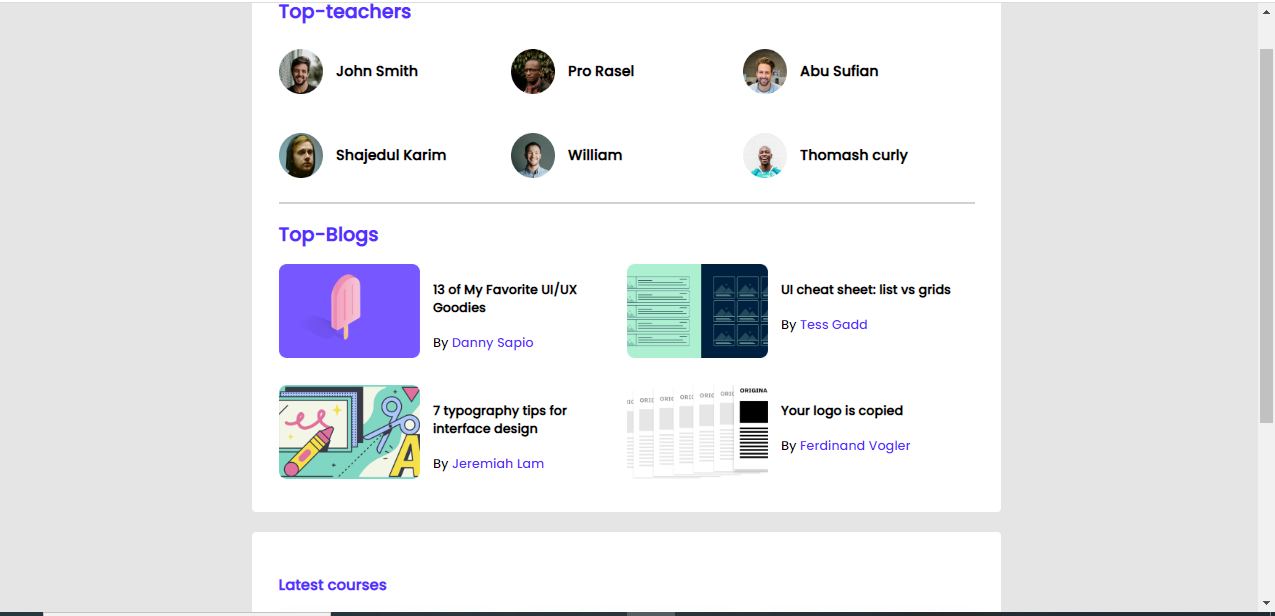 Top-teachers
John Smith
Pro Rasel
Abu Sufian
Shajedul Karim
William
Thomash curly
Top-Blogs
13 of My Favorite UI/UX
Goodies
By Danny Sapio
UI cheat sheet: list vs grids
By Tess Gadd
7 typography tips for
interface design
By Jeremiah Lam
ORIGINA
Your logo is copied
By Ferdinand Vogler
Latest courses